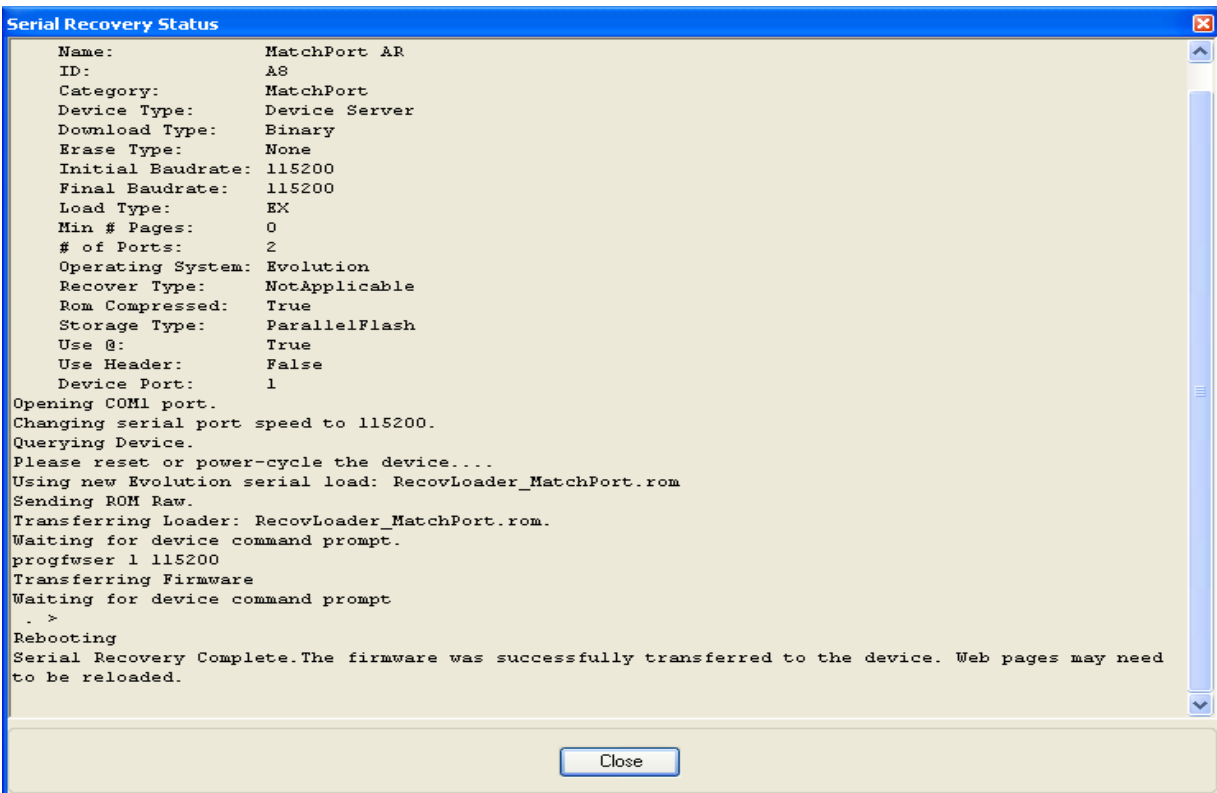 Serial Recovery Status
Name: MatchPort AR
ID: A8
Category: MatchPort
Device Type: Device Server
Download Type: Binary
Erase Type: None
Initial Baudrate: 115200
Final Baudrate: 115200
Load Type: EX
Min # Pages: 0
# of Ports: 2
Operating System: Evolution
Recover Type: NotApplicable
Rom Compressed: True
Storage Type: ParallelFlash
Use @: True
Use Header: False
Device Port: 1
Opening COM1 port.
Changing serial port speed to 115200.
Querying Device.
Please reset or power-cycle the device....
Using new Evolution serial load: RecovLoader_MatchPort.rom
Sending ROM Raw.
Transferring Loader: RecovLoader_MatchPort.rom.
Waiting for device command prompt.
progfwser 1 115200
Transferring Firmware
Waiting for device command prompt
. >
Rebooting
Serial Recovery Complete.The firmware was successfully transferred to the device. Web pages may need
to be reloaded.
Close